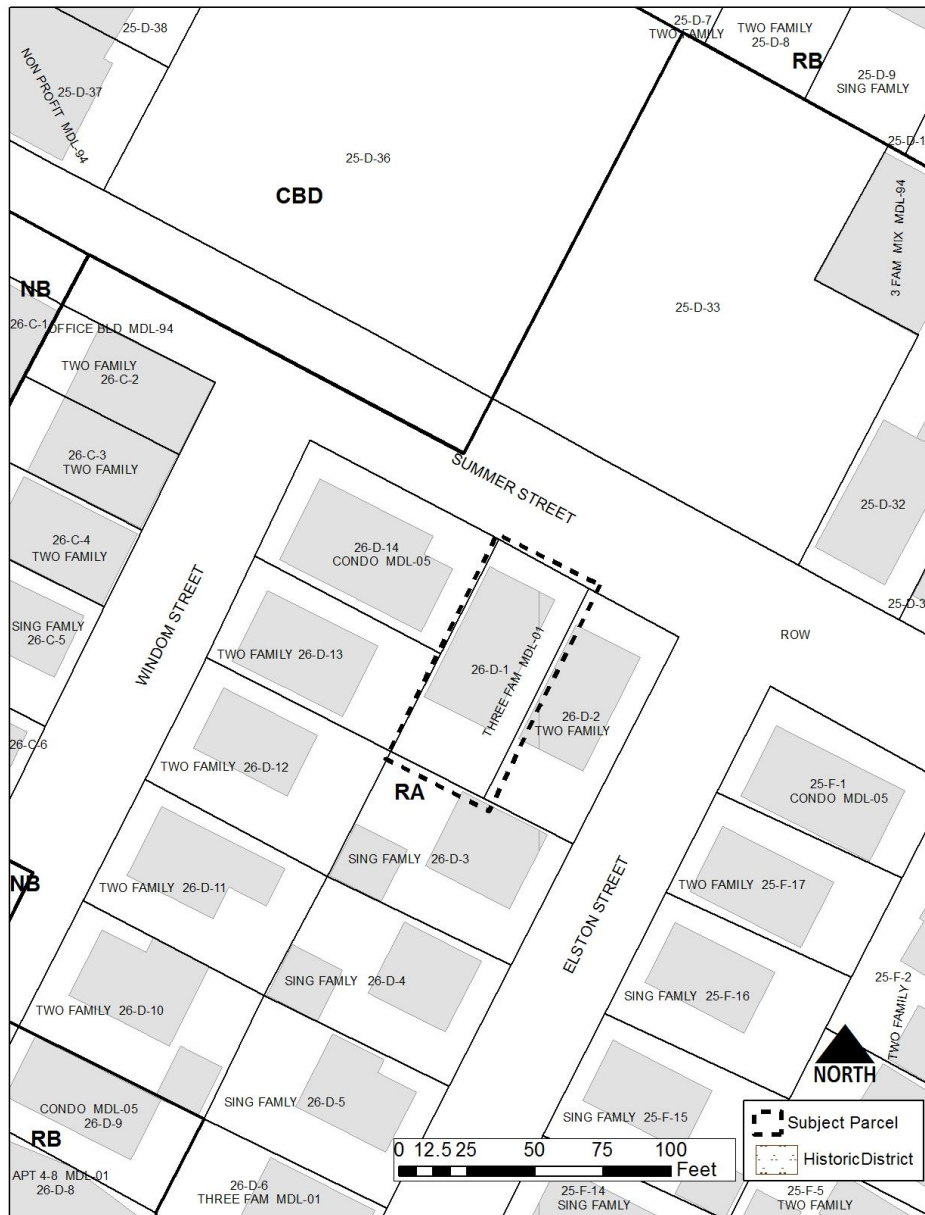 25-D-38
25-D-7
TWO FAMILY
TWO FAMILY
25-D-8
RB
25-D-9
SING FAMLY
25-D-37
NON PROFIT MDL-94
25-D-36
CBD
25-D-1
3 FAM MIX MDL-94
25-D-33
NB
26-C-1
OFFICE BLD MDL-94
TWO FAMILY
26-C-2
26-C-3
TWO FAMILY
SUMMER STREET
25-D-32
26-C-4
TWO FAMILY
26-D-14
CONDO MDL-05
25-D-3
SING FAMLY
26-C-5
WINDOM STREET
TWO FAMILY 26-D-13
26-D-1
THREE FAM MDL-01
ROW
26-D-2
TWO FAMILY
26-C-6
TWO FAMILY 26-D-12
RA
25-F-1
CONDO MDL-05
SING FAMLY 26-D-3
NB
TWO FAMILY 26-D-11
TWO FAMILY 25-F-17
ELSTON STREET
SING FAMLY 26-D-4
SING FAMLY 25-F-16
25-F-2
TWO FAMILY
TWO FAMILY 26-D-10
NORTH
CONDO MDL-05
26-D-9
SING FAMLY 26-D-5
SING FAMLY 25-F-15
RB
APT 4-8 MDL-01
26-D-8
26-D-6
THREE FAM MDL-01
0 12.5 25 50 75 100
Feet
25-F-14
SING FAMLY
25-F-5
TWO FAMILY
Subject Parcel
HistoricDistrict